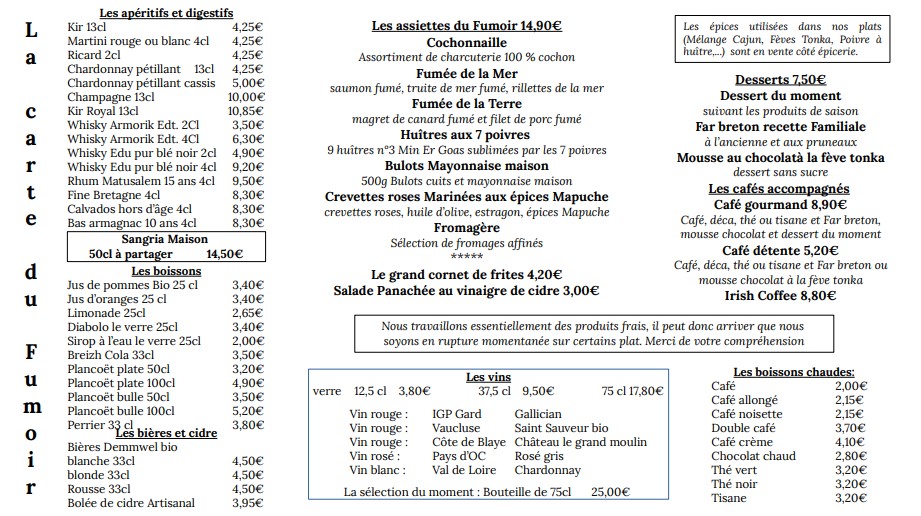 La carte du Fumoir
Les apéritifs et digestifs
Kir 13cl 4,25€
Martini rouge ou blanc 4cl 4,25€
Ricard 2cl 4,25€
Chardonnay pétillant 13cl 4,25€
Chardonnay pétillant cassis 5,00€
Champagne 13cl 10,00€
Kir Royal 13cl 10,85€
Whisky Armorik Edt. 2Cl 3,50€
Whisky Armorik Edt. 4Cl 6,30€
Whisky Edu pur blé noir 2cl 4,90€
Whisky Edu pur blé noir 4cl 9,20€
Rhum Matusalem 15 ans 4cl 9,50€
Fine Bretagne 4cl 8,30€
Calvados hors d'âge 4cl 8,30€
Bas armagnac 10 ans 4cl 8,30€
Sangria Maison
50cl à partager 14,50€
Les boissons
Jus de pommes Bio 25 cl 3,40€
Jus d'oranges 25 cl 3,40€
Limonade 25cl 2,65€
Diabolo le verre 25cl 3,40€
Sirop à l'eau le verre 25cl 2,00€
Breizh Cola 33cl 3,50€
Plancoët plate 50cl 3,20€
Plancoët plate 100cl 4,90€
Plancoët bulle 50cl 3,50€
Plancoët bulle 100cl 5,20€
Perrier 33 cl 3,80€
Les bières et cidre
Bières Demmwel bio
blanche 33cl 4,50€
blonde 33cl 4,50€
Rousse 33cl 4,50€
Bolée de cidre Artisanal 3,95€
Les assiettes du Fumoir 14,90€
Cochonnaille
Assortiment de charcuterie 100 % cochon
Fumée de la Mer
saumon fumé, truite de mer fumé, rillettes de la mer
Fumée de la Terre
magret de canard fumé et filet de porc fumé
Huîtres aux 7 poivres
9 huîtres n°3 Min Er Goas sublimées par les 7 poivres
Bulots Mayonnaise maison
500g Bulots cuits et mayonnaise maison
Crevettes roses Marinées aux épices Mapuche
crevettes roses, huile d'olive, estragon, épices Mapuche
Fromagère
Sélection de fromages affinés
*****
Le grand cornet de frites 4,20€
Salade Panachée au vinaigre de cidre 3,00€
Les épices utilisées dans nos plats
(Mélange Cajun, Fèves Tonka, Poivre à
huître,...) sont en vente côté épicerie.
Desserts 7,50€
Dessert du moment
suivant les produits de saison
Far breton recette Familiale
à l'ancienne et aux pruneaux
Mousse au chocolatà la fève tonka
dessert sans sucre
Les cafés accompagnés
Café gourmand 8,90€
Café, déca, thé ou tisane et Far breton,
mousse chocolat et dessert du moment
Café détente 5,20€
Café, déca, thé ou tisane et Far breton ou
mousse chocolat à la fève tonka
Irish Coffee 8,80€
Nous travaillons essentiellement des produits frais, il peut donc arriver que nous
soyons en rupture momentanée sur certains plat. Merci de votre compréhension
Les vins
verre 12,5 cl 3,80€ 37,5 cl 9,50€ 75 cl 17,80€
Vin rouge : IGP Gard Gallician
Vin rouge : Vaucluse Saint Sauveur bio
Vin rouge : Côte de Blaye Château le grand moulin
Vin rosé : Pays d'OC Rosé gris
Vin blanc : Val de Loire Chardonnay
La sélection du moment : Bouteille de 75cl 25,00€
Les boissons chaudes:
Café 2,00€
Café allongé 2,15€
Café noisette 2,15€
Double café 3,70€
Café crème 4,10€
Chocolat chaud 2,80€
Thé vert 3,20€
Thé noir 3,20€
Tisane 3,20€